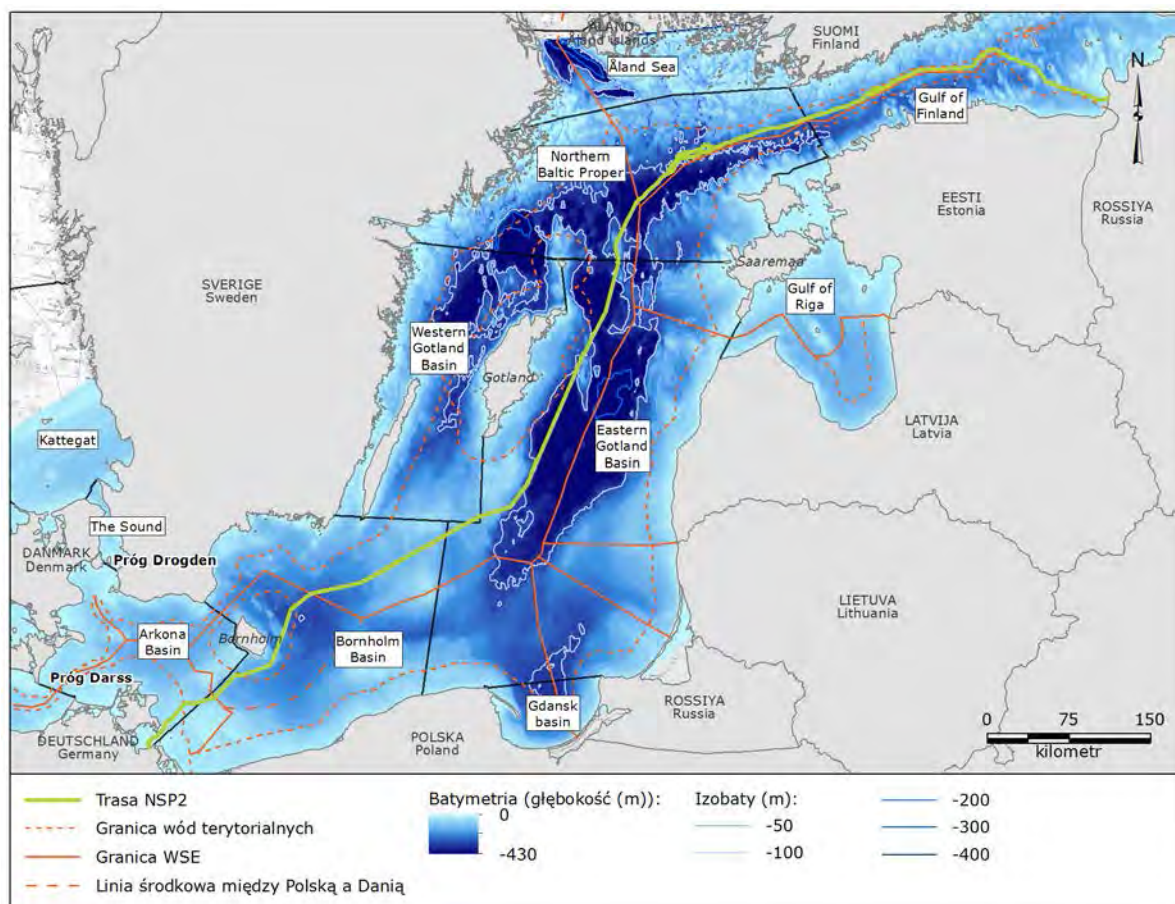 ÅLAND
Åland islands
SUOMI
Finland
Åland Sea
N
Gulf of
Finland
Northern
Baltic Proper
EESTI
Estonia
ROSSIYA
Russia
SVERIGE
Sweden
Saaremaa
Gulf of
Riga
Western
Gotland
Basin
Gotland
LATVIJA
Latvia
Kattegat
Eastern
Gotland
Basin
The Sound
DANMARK
Denmark
Próg Drogden
LIETUVA
Lithuania
Arkona
Basin
Bornholm
Bornholm
Basin
Próg Darss
Gdansk
basin
ROSSIYA
Russia
DEUTSCHLAND
Germany
POLSKA
Poland
0 75 150
kilometr
Trasa NSP2
Granica wód terytorialnych
Granica WSE
Linia środkowa między Polską a Danią
Batymetria (głębokość (m)):
0
-430
Izobaty (m):
-50
-100
-200
-300
-400